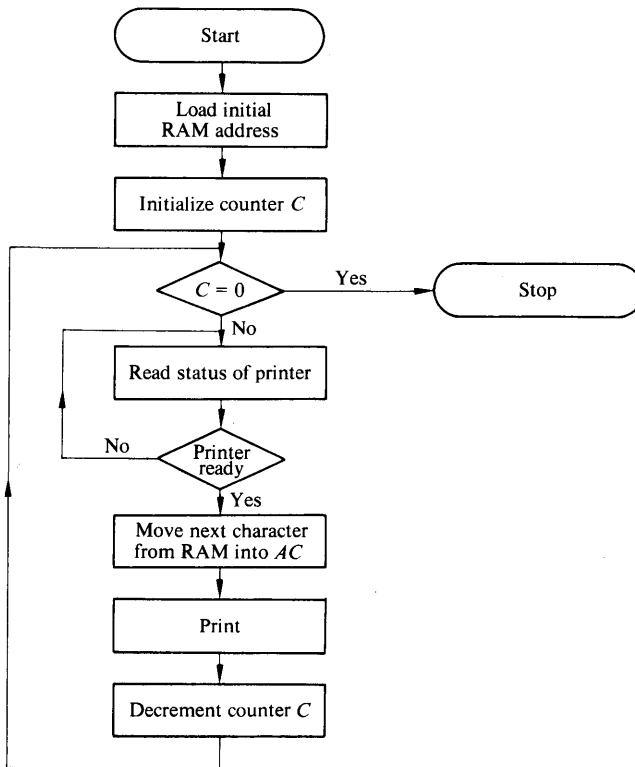 Start
Load initial
RAM address
Initialize counter C
C = 0
Yes
Stop
No
Read status of printer
No
Printer
ready
Yes
Move next character
from RAM into AC
Print
Decrement counter C